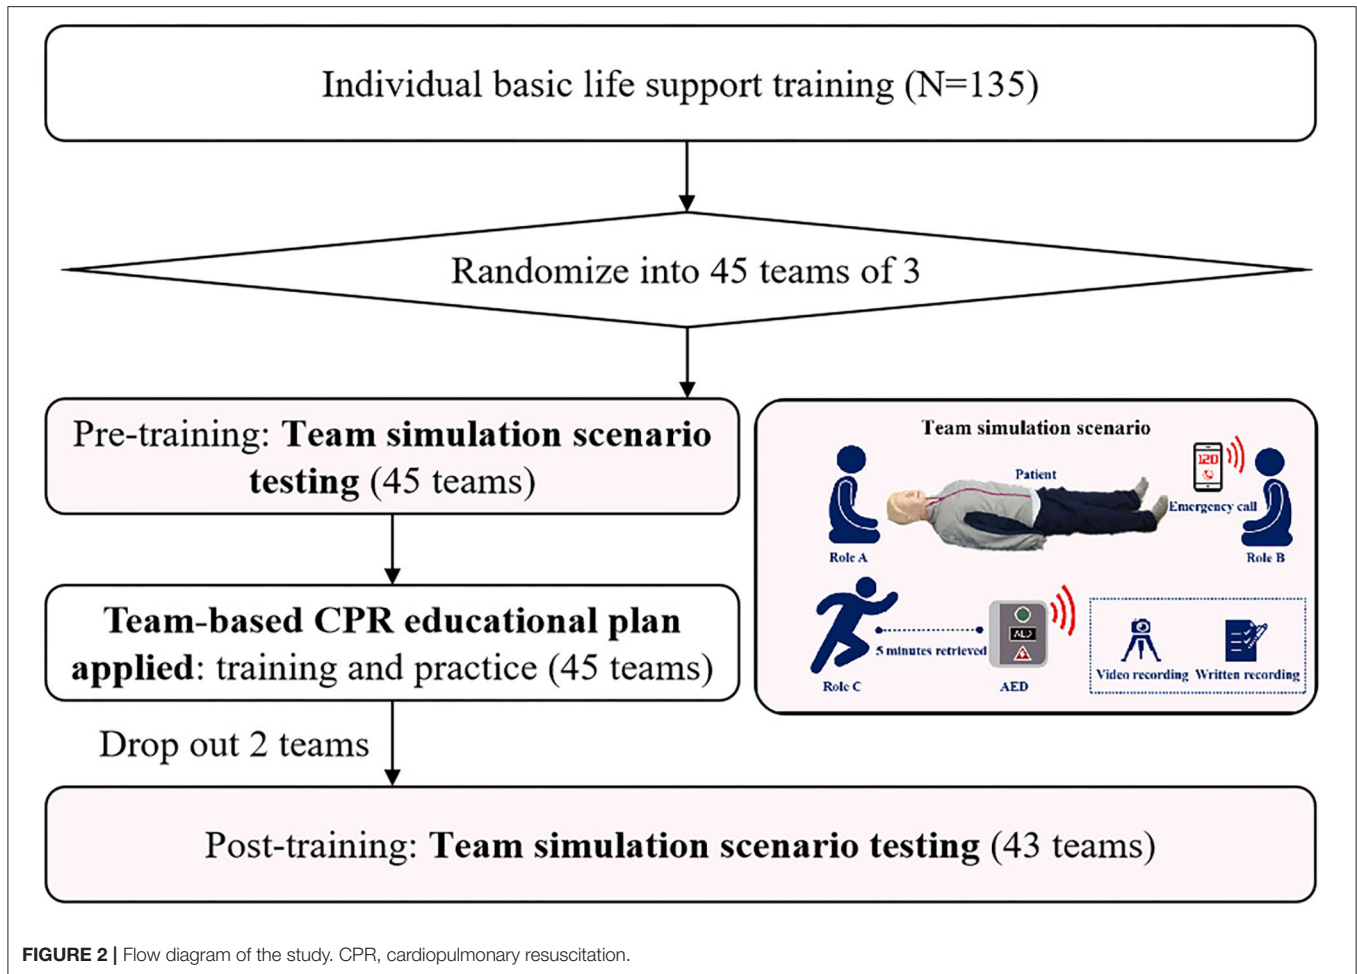 Individual basic life support training (N=135)
Randomize into 45 teams of 3
Pre-training: Team simulation scenario
testing (45 teams)
Team-based CPR educational plan
applied: training and practice (45 teams)
Drop out 2 teams
Team simulation scenario
120
Patient
Emergency call
Role A
Role B
5 minutes retrieved
AED
Role C
AED
Video recording
Written recording
Post-training: Team simulation scenario testing (43 teams)
FIGURE 2 | Flow diagram of the study. CPR, cardiopulmonary resuscitation.